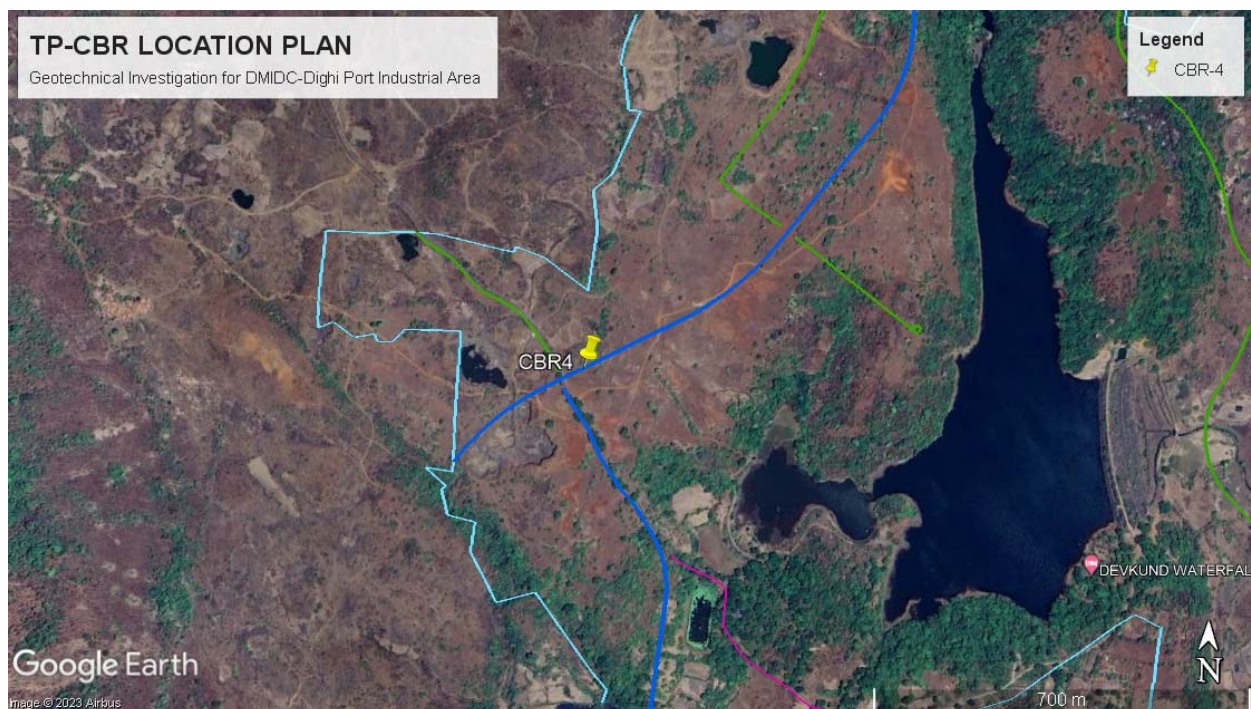 TP-CBR LOCATION PLAN
Geotechnical Investigation for DMIDC-Dighi Port Industrial Area
Legend
CBR-4
CBR4
DEVKUND WATERFAL
Google Earth
N
Image © 2023 Airbus
700 m